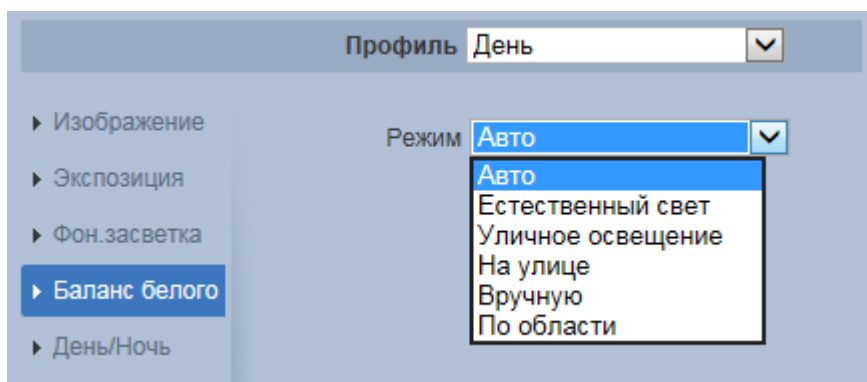 Профиль День
Изображение
Режим Авто
Авто
Экспозиция
Естественный свет
Фон.засветка
Уличное освещение
На улице
Баланс белого
Вручную
По области
День/Ночь